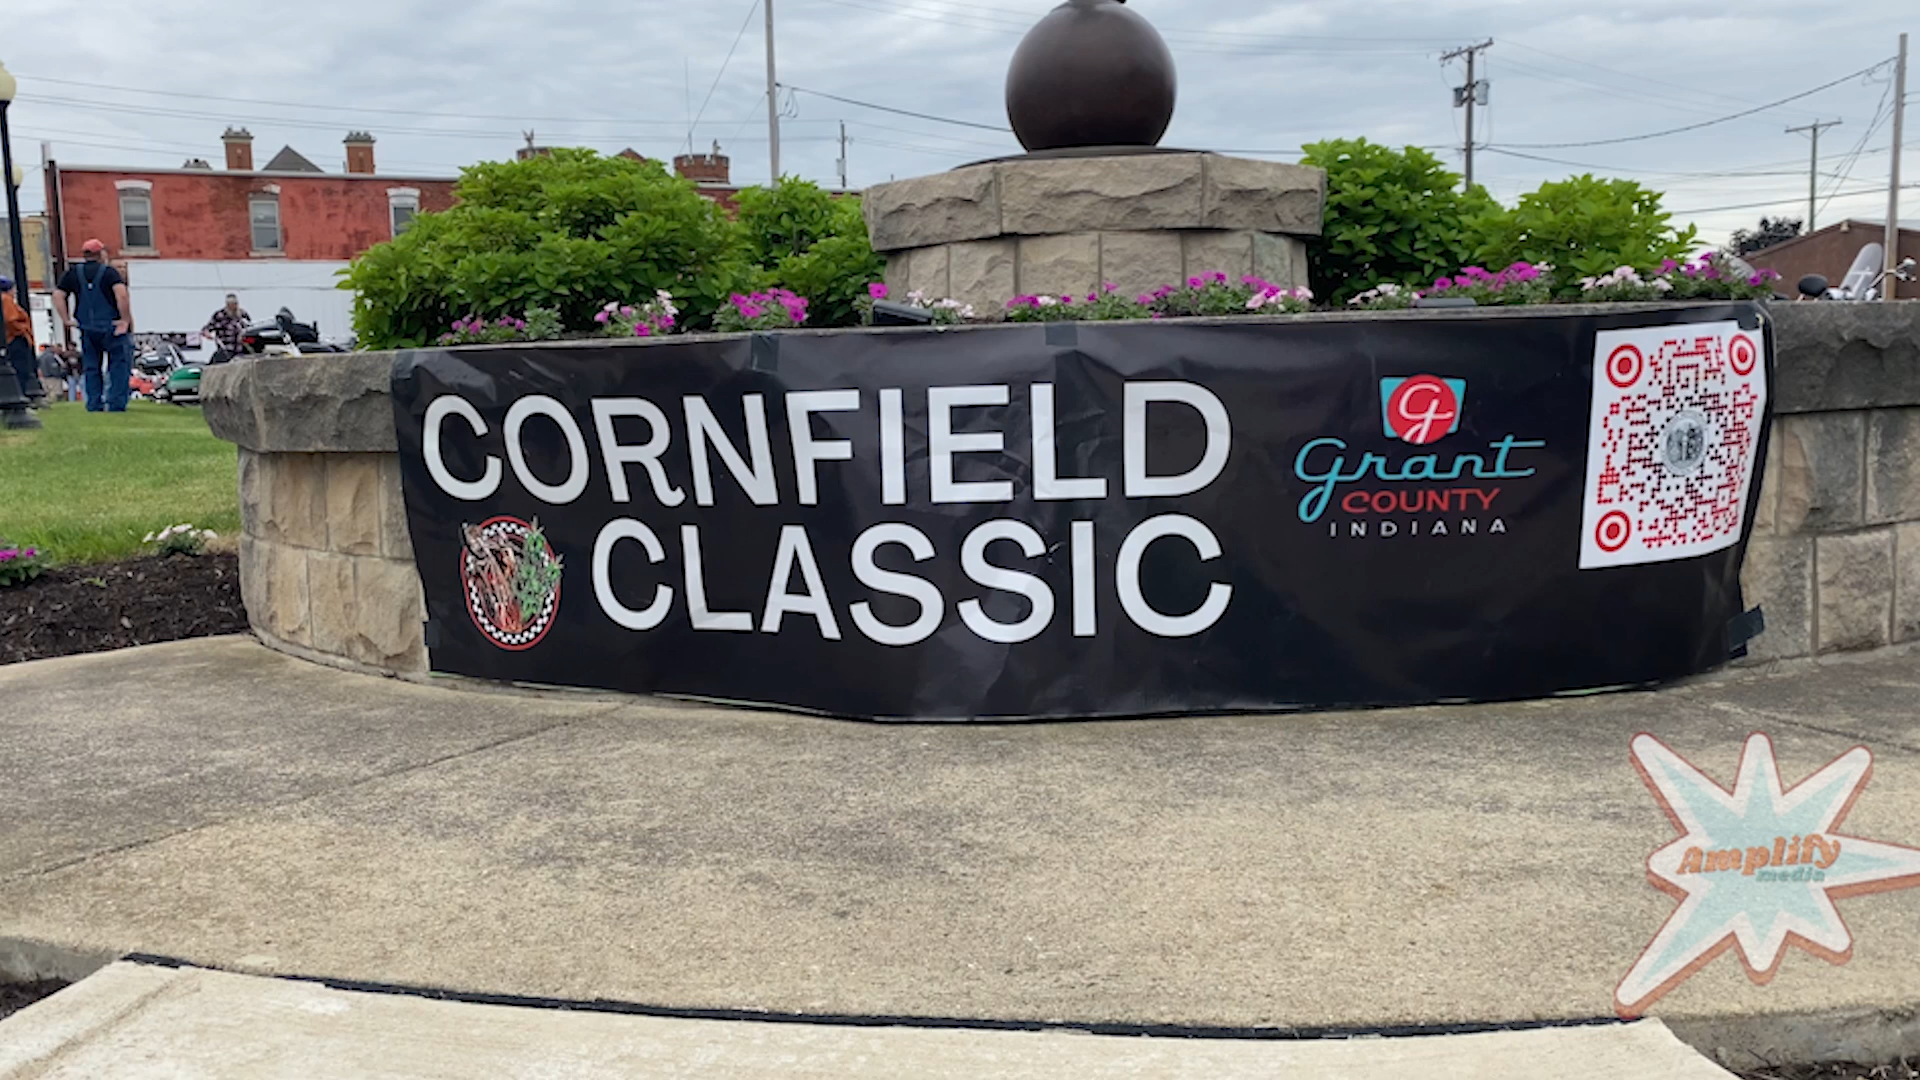 CORNFIELD
CLASSIC
g
Grant
COUNTY
INDIANA
Amplify
media